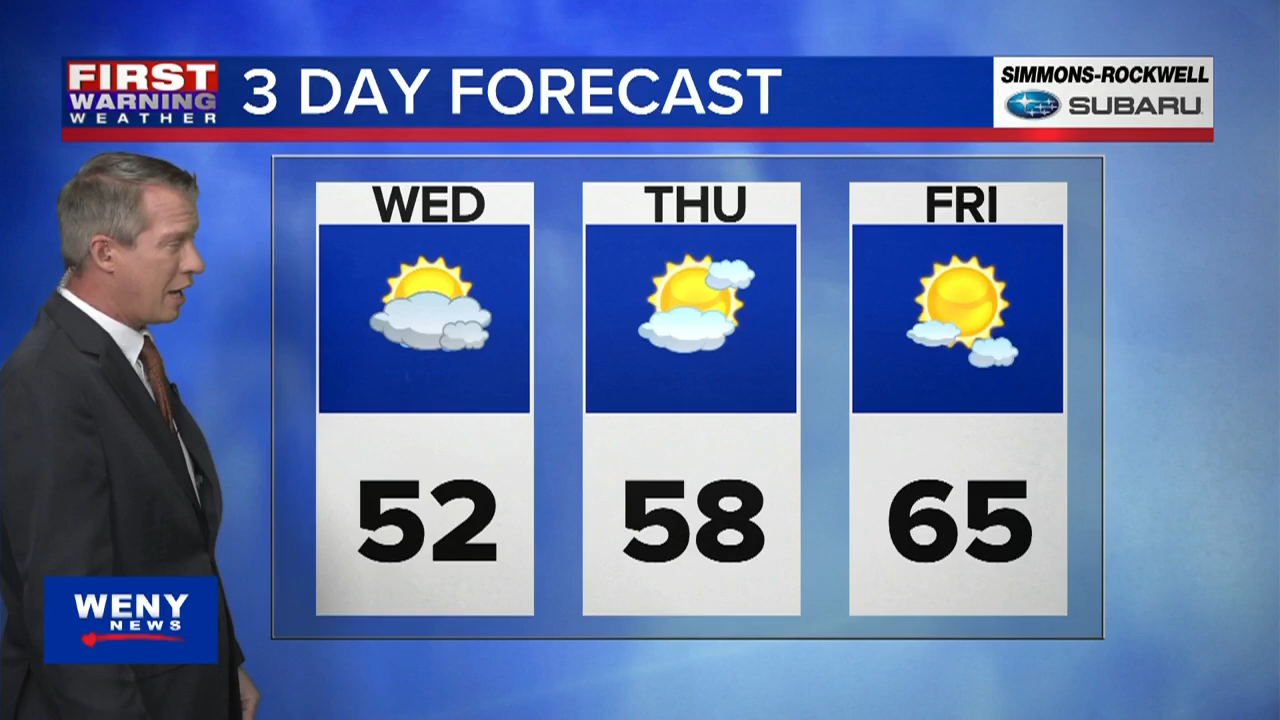 FIRST
WARNING
WEATHER
3 DAY FORECAST
SIMMONS-ROCKWELL
SUBARU
WED
THU
FRI
52
58
65
WENY
NEWS